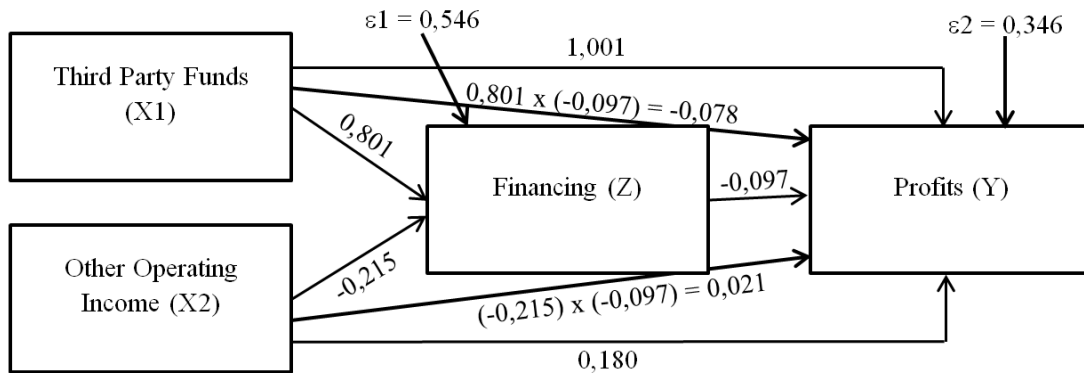 ε1 = 0,546
ε2 = 0,346
1,001
Third Party Funds
(X1)
0,801 x (-0,097) = -0,078
0,801
Financing (Z)
-0,097
Profits (Y)
Other Operating
Income (X2)
-0,215
(-0,215) x (-0,097) = 0,021
0,180